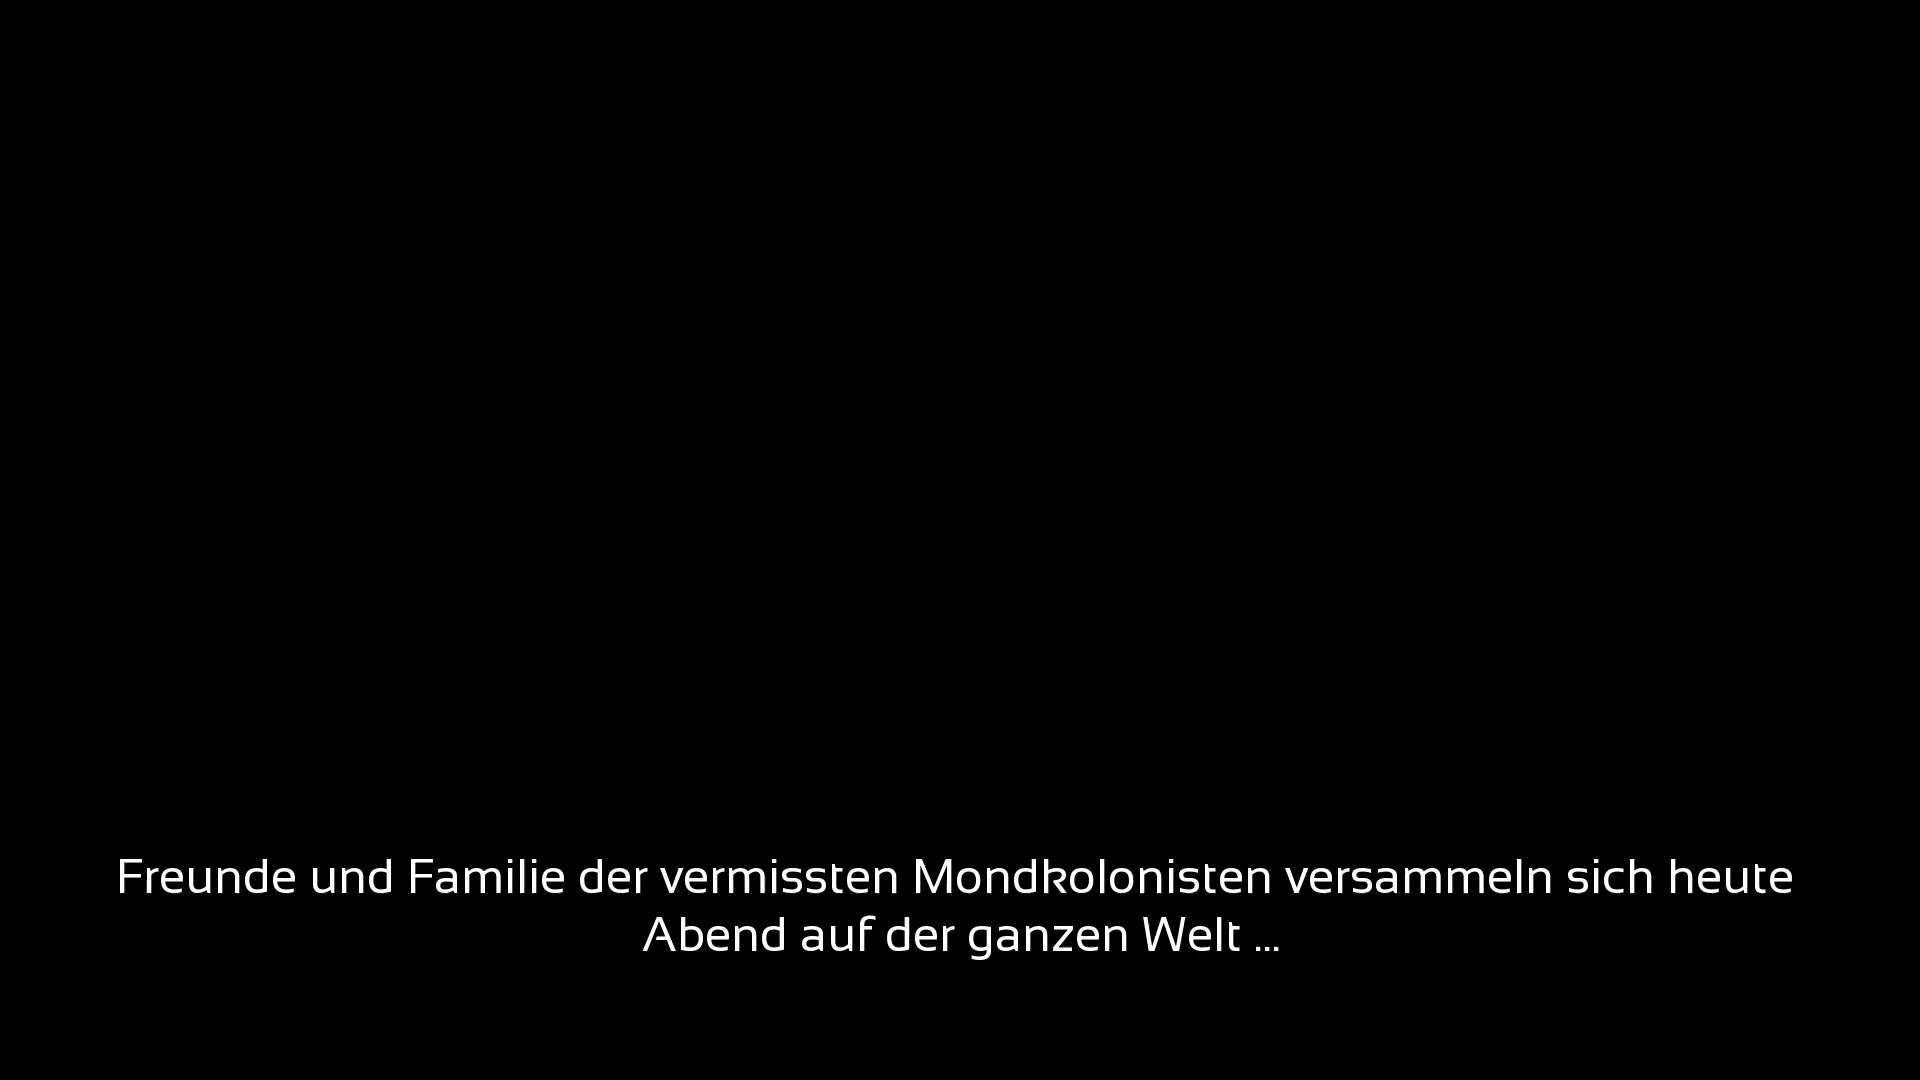 Freunde und Familie der vermissten Mondkolonisten versammeln sich heute
Abend auf der ganzen Welt ...